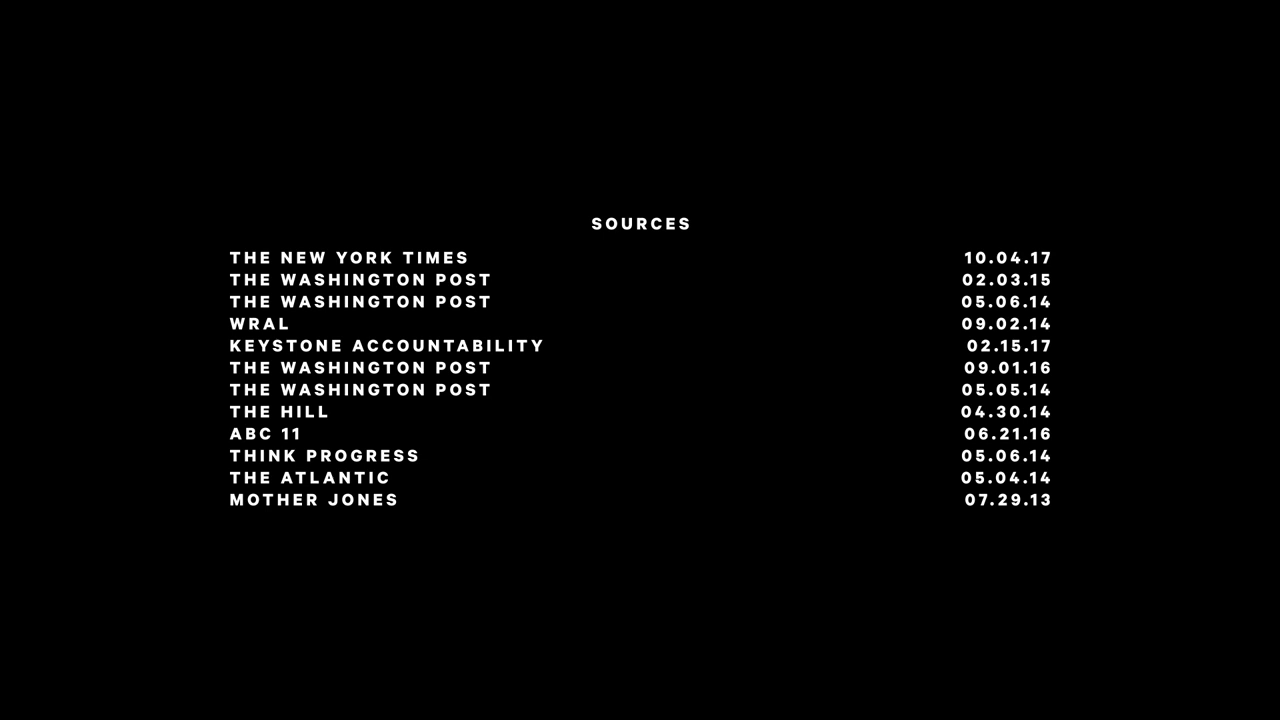 SOURCES
THE NEW YORK TIMES 10.04.17
THE WASHINGTON POST 02.03.15
THE WASHINGTON POST 05.06.14
WRAL 09.02.14
KEYSTONE ACCOUNTABILITY 02.15.17
THE WASHINGTON POST 09.01.16
THE WASHINGTON POST 05.05.14
THE HILL 04.30.14
ABC 11 06.21.16
THINK PROGRESS 05.06.14
THE ATLANTIC 05.04.14
MOTHER JONES 07.29.13